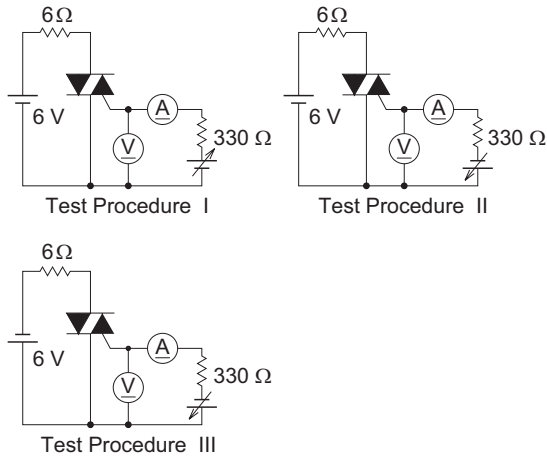 6Ω
6 V
A
V
330 Ω
Test Procedure I
6Ω
6 V
A
V
330 Ω
Test Procedure II
6Ω
6 V
A
V
330 Ω
Test Procedure III